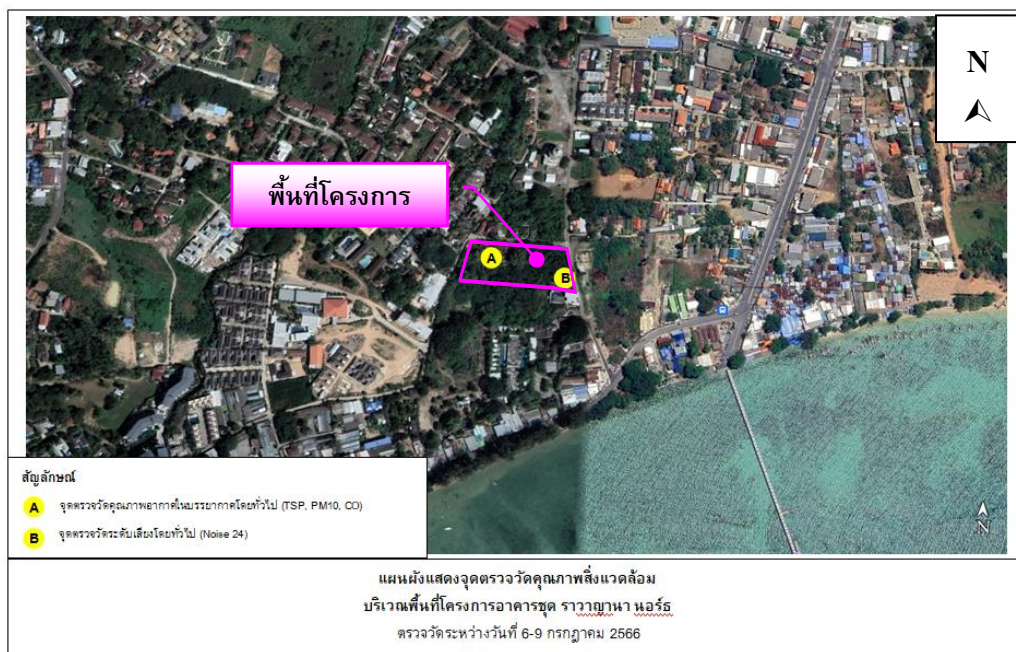 N
พื้นที่โครงการ
A
B
N
สัญลักษณ์
A จุดตรวจวัดคุณภาพอากาศในบรรยากาศโดยทั่วไป (TSP, PM10, CO)
B จุดตรวจวัดระดับเสียงโดยทั่วไป (Noise 24)
แผนผังแสดงจุดตรวจวัดคุณภาพสิ่งแวดล้อม
บริเวณพื้นที่โครงการอาคารชุด ราวาญานา นอร์ธ
ตรวจวัดระหว่างวันที่ 6-9 กรกฎาคม 2566